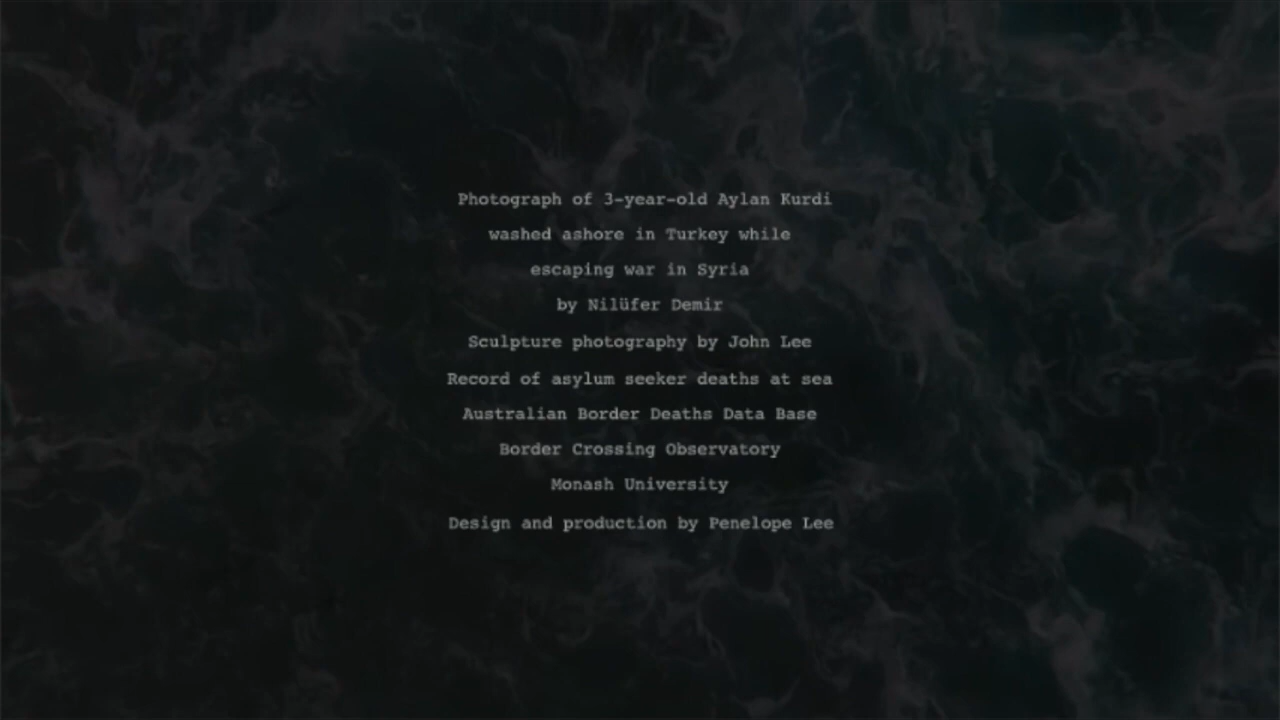 Photograph of 3-year-old Aylan Kurdi
washed ashore in Turkey while
escaping war in Syria
by Nilüfer Demir
Sculpture photography by John Lee
Record of asylum seeker deaths at sea
Australian Border Deaths Data Base
Border Crossing Observatory
Monash University
Design and production by Penelope Lee